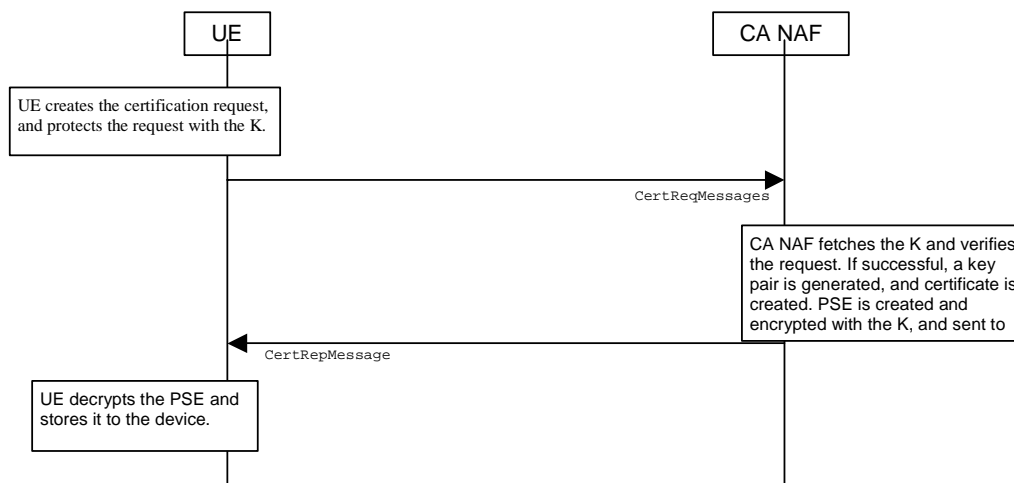 UE
CA NAF
UE creates the certification request,
and protects the request with the K.
CertReqMessages
CA NAF fetches the K and verifies
the request. If successful, a key
pair is generated, and certificate is
created. PSE is created and
encrypted with the K, and sent to
CertRepMessage
UE decrypts the PSE and
stores it to the device.